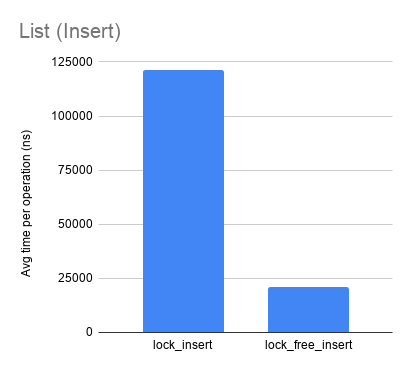 List (Insert)
Avg time per operation (ns)
125000
100000
75000
50000
25000
0
lock_insert
lock_free_insert